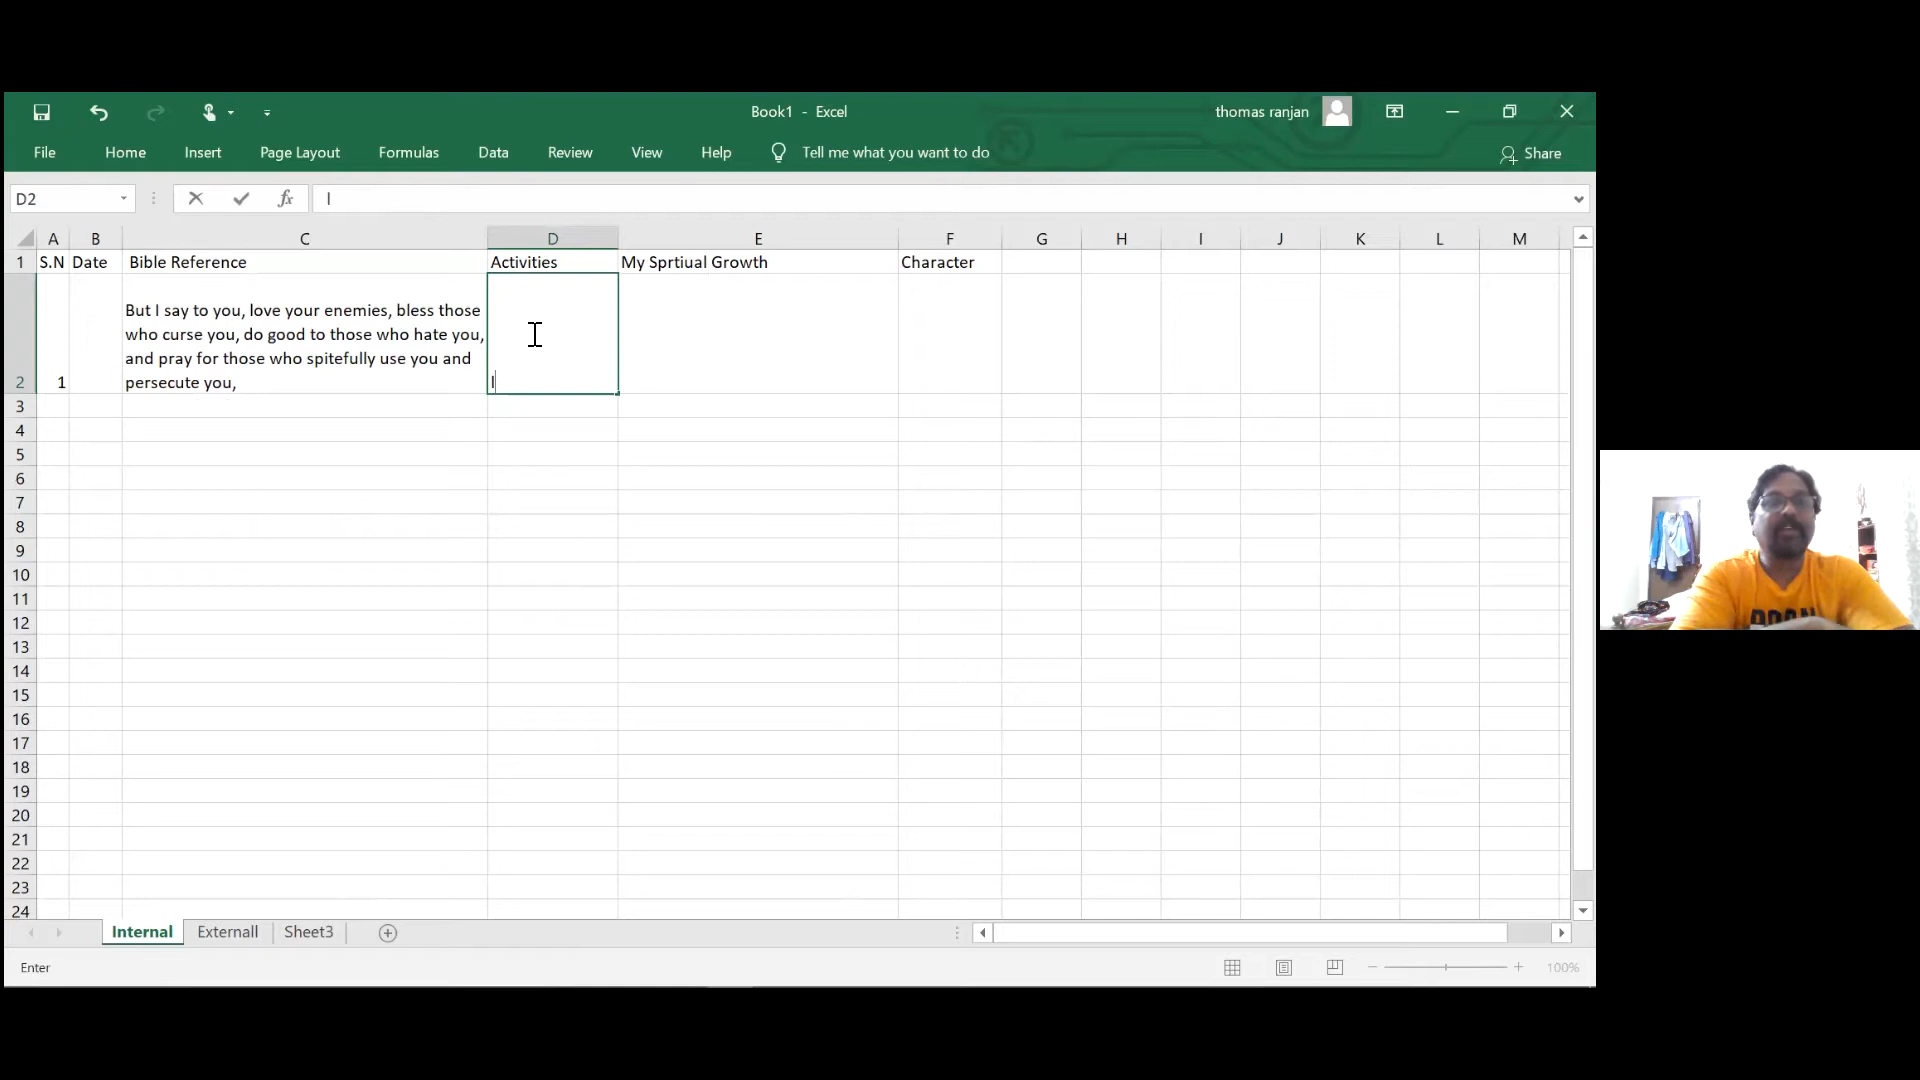 Book1 - Excel
thomas ranjan
File Home Insert Page Layout Formulas Data Review View Help Tell me what you want to do Share
D2 fx I
A B C D E F G H I J K L M
1 S.N Date Bible Reference Activities My Sprtiual Growth Character
But I say to you, love your enemies, bless those
who curse you, do good to those who hate you,
and pray for those who spitefully use you and
2 1 persecute you, I
3
4
5
6
7
8
9
10
11
12
13
14
15
16
17
18
19
20
21
22
23
24
Internal Externall Sheet3
Enter 100%